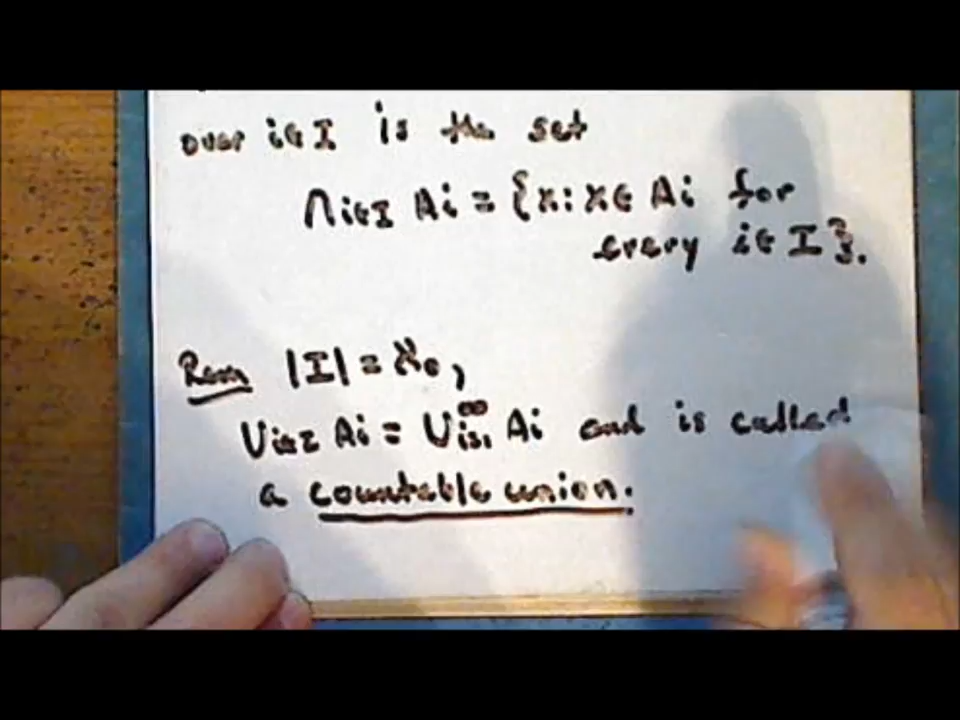 over i∈I is the set
∩i∈I Ai = {x: x∈ Ai for
every i∈I}.
Rem |I| = ℵ₀,
∪i∈I Ai = ∪i=1^∞ Ai and is called
a countable union.